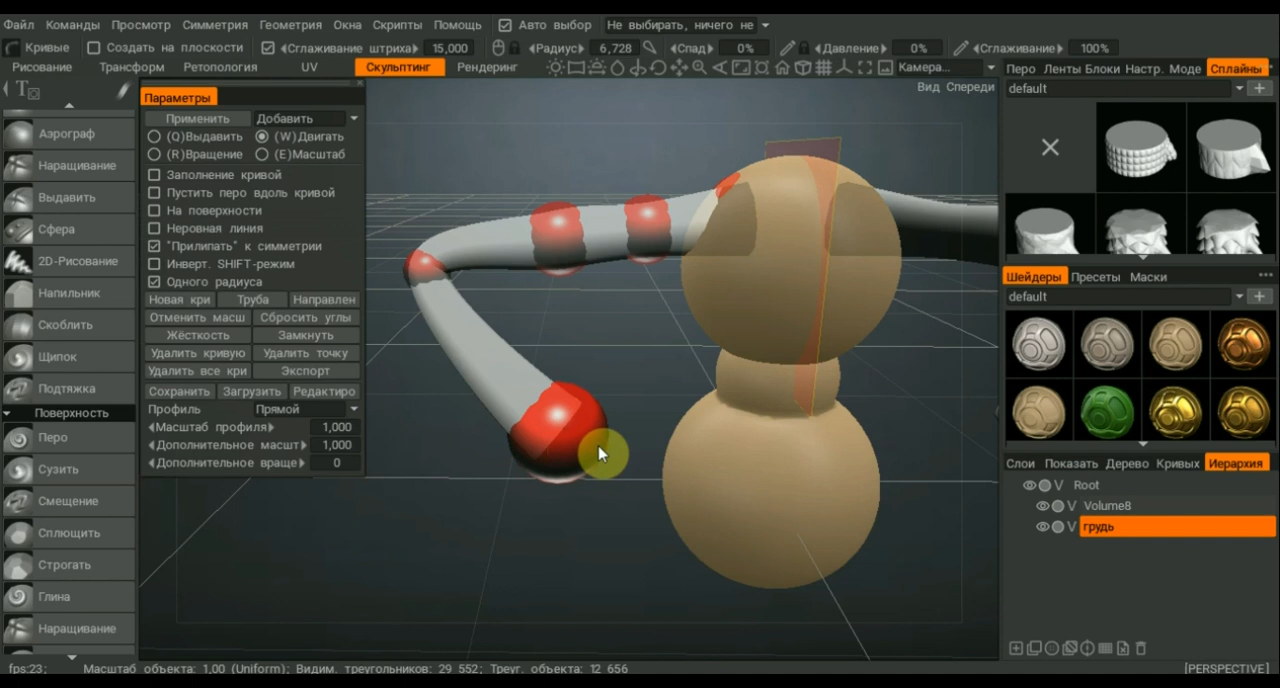 Файл Команды Просмотр Симметрия Геометрия Окна Скрипты Помощь Авто выбор Не выбирать, ничего не
Кривые Создать на плоскости Сглаживание штриха 15,000 Радиус 6,728 Спад 0% Давление 0% Сглаживание 100%
Рисование Трансформ Ретопология UV Скульптинг Рендеринг Камера...
Перо Ленты Блоки Настр. Моде Сплайны
default
Вид Спереди
Аэрограф
Наращивание
Выдавить
Сфера
2D-Рисование
Напильник
Скоблить
Щипок
Подтяжка
Поверхность
Перо
Сузить
Смещение
Сплющить
Строгать
Глина
Наращивание
Параметры
Применить Добавить
(Q)Выдавить (W)Двигать
(R)Вращение (E)Масштаб
Заполнение кривой
Пустить перо вдоль кривой
На поверхности
Неровная линия
"Прилипать" к симметрии
Инверт. SHIFT-режим
Одного радиуса
Новая кри Труба Направлен
Отменить масш Сбросить углы
Жёсткость Замкнуть
Удалить кривую Удалить точку
Удалить все кри Экспорт
Сохранить Загрузить Редактиро
Профиль Прямой
Масштаб профиля 1,000
Дополнительное масшт 1,000
Дополнительное враще 0
Шейдеры Пресеты Маски
default
Слои Показать Дерево Кривых Иерархия
V Root
V Volume8
V грудь
fps:23; Масштаб объекта: 1,00 (Uniform); Видим. треугольников: 29 552; Треуг. объекта: 12 656
[PERSPECTIVE]